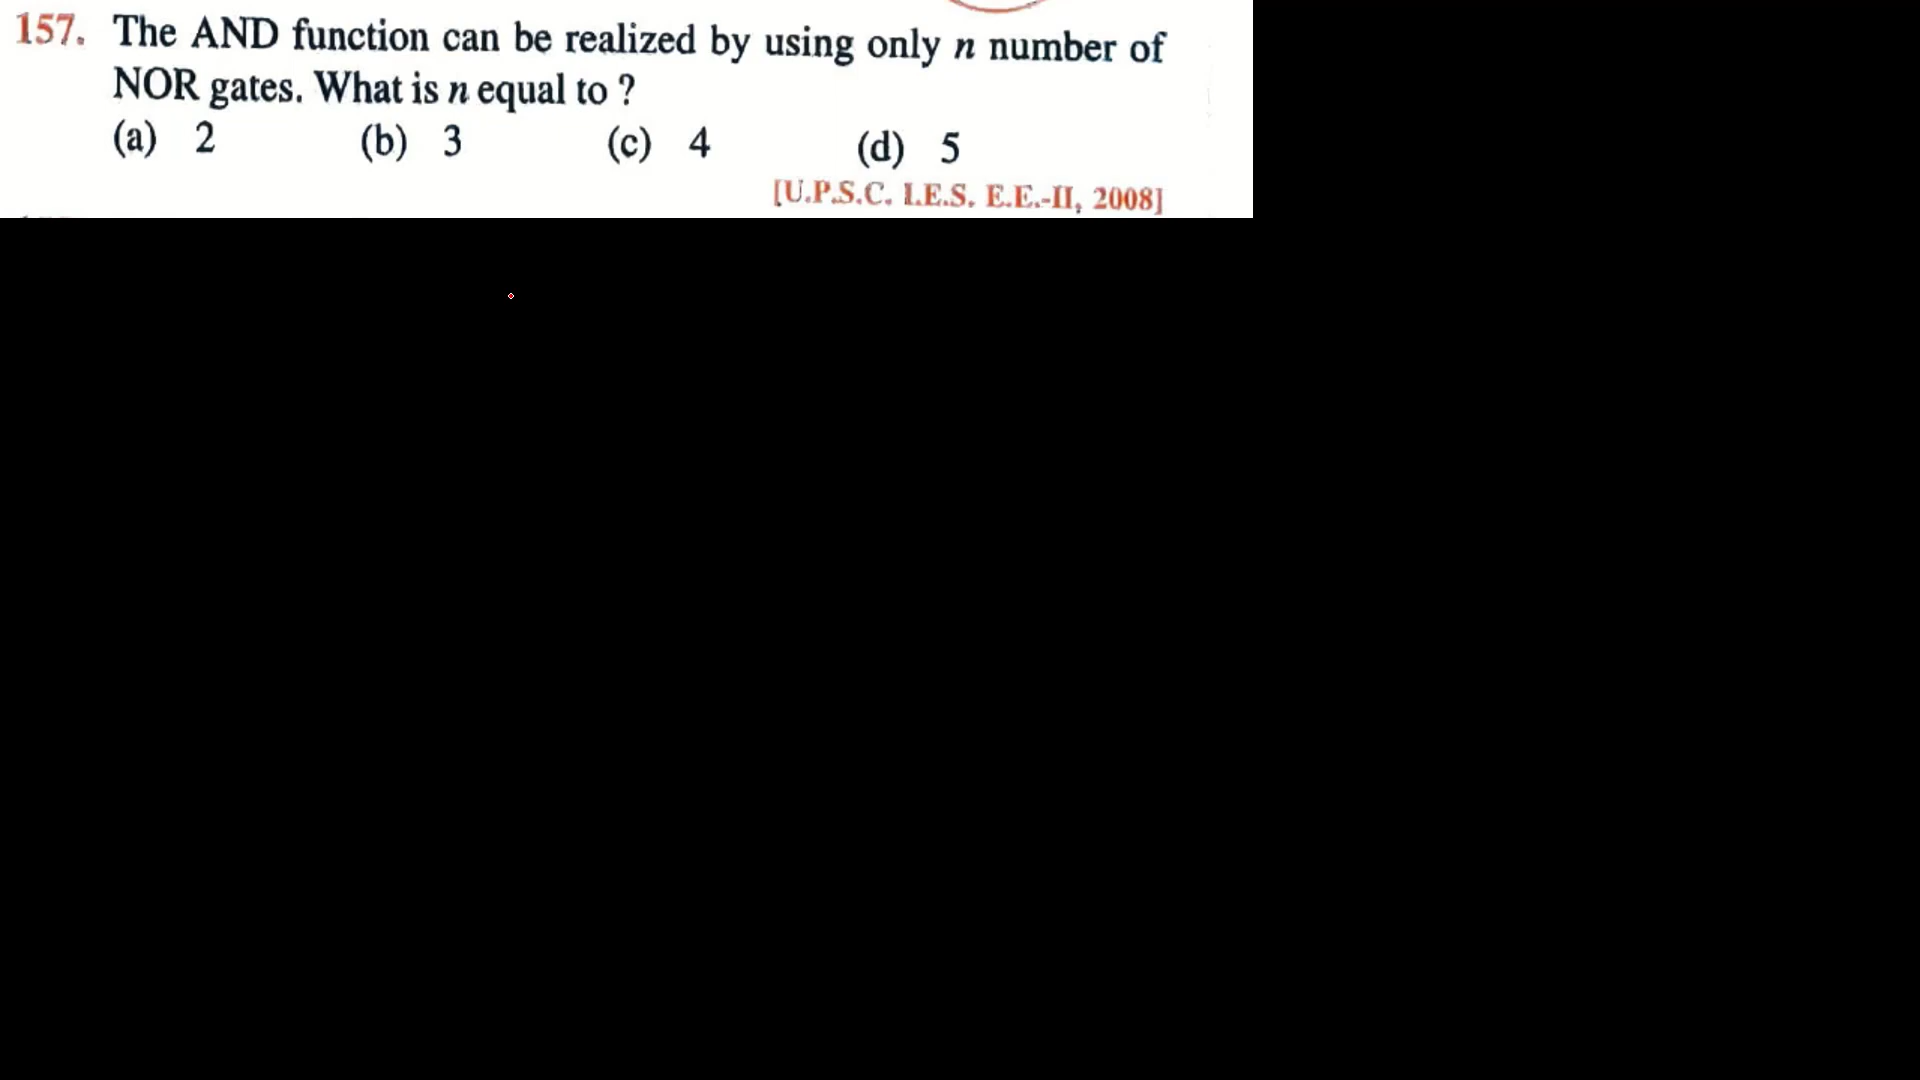 157. The AND function can be realized by using only n number of
NOR gates. What is n equal to ?
(a) 2 (b) 3 (c) 4 (d) 5
[U.P.S.C. I.E.S. E.E.-II, 2008]